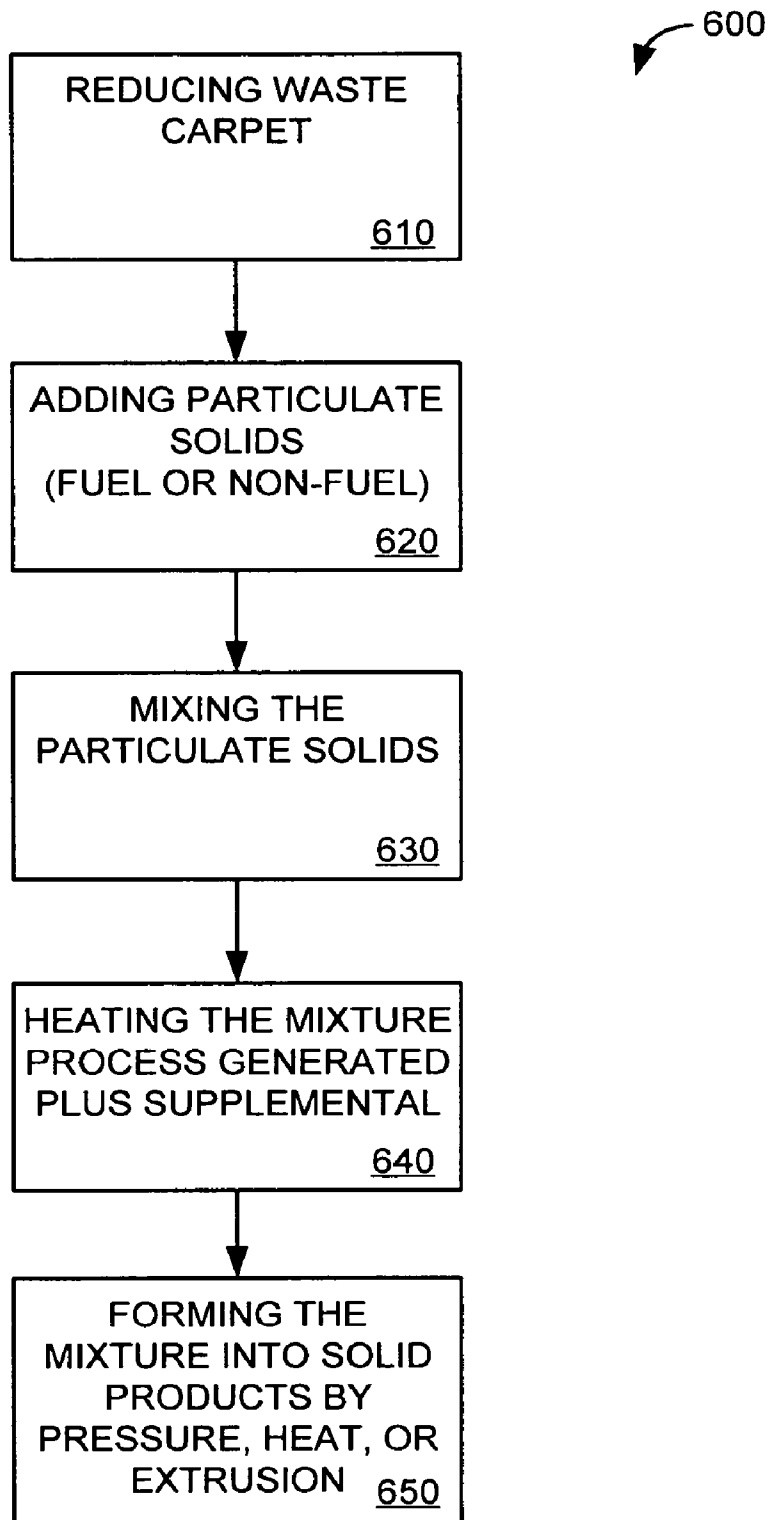 600
REDUCING WASTE
CARPET
610
ADDING PARTICULATE
SOLIDS
(FUEL OR NON-FUEL)
620
MIXING THE
PARTICULATE SOLIDS
630
HEATING THE MIXTURE
PROCESS GENERATED
PLUS SUPPLEMENTAL
640
FORMING THE
MIXTURE INTO SOLID
PRODUCTS BY
PRESSURE, HEAT, OR
EXTRUSION 650